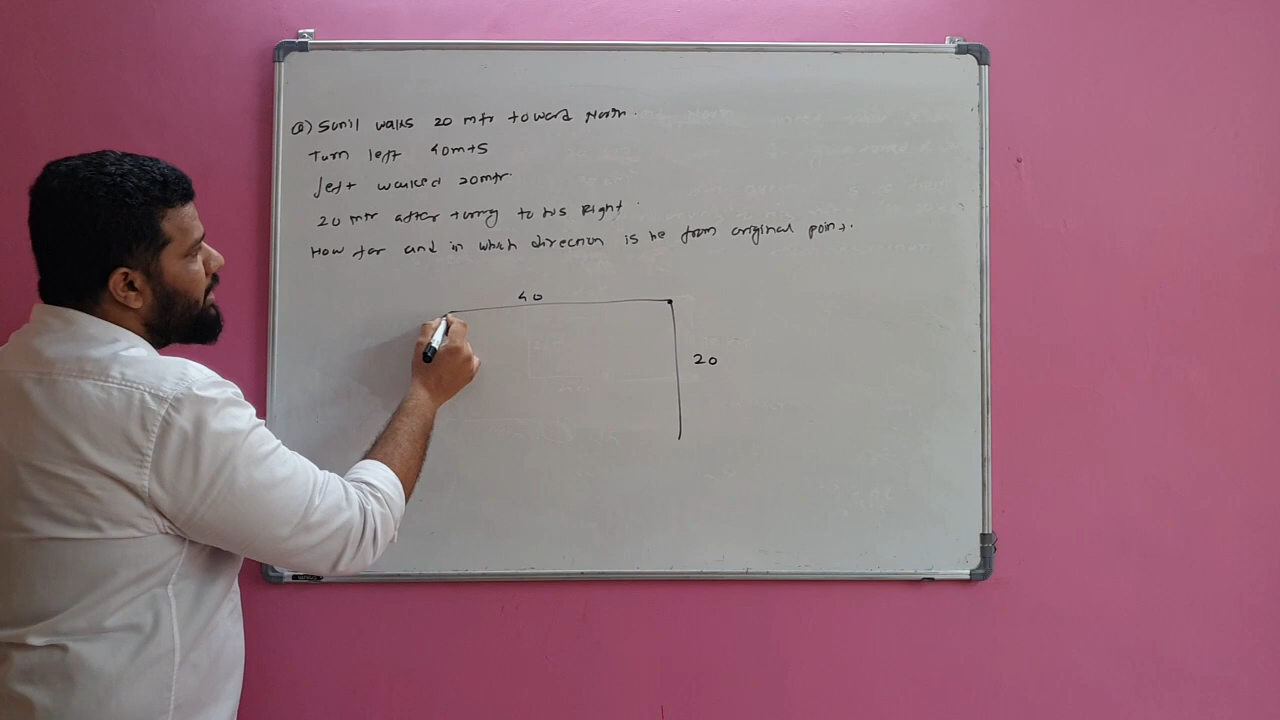 Q) Sunil walks 20 mtr toward North.
Turn left 40mts
left walked 20mtr.
20 mtr after turng to his Right.
How far and in which direction is he from original point.
40
20